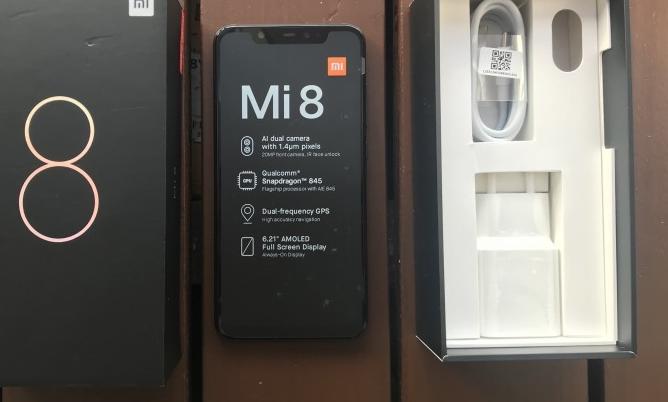 mi
8
mi
Mi 8
AI dual camera
with 1.4μm pixels
20MP front camera, IR face unlock
GPU
Qualcomm®
Snapdragon™ 845
Flagship processor with AIE 845
Dual-frequency GPS
High accuracy navigation
6.21" AMOLED
Full Screen Display
Always-On Display